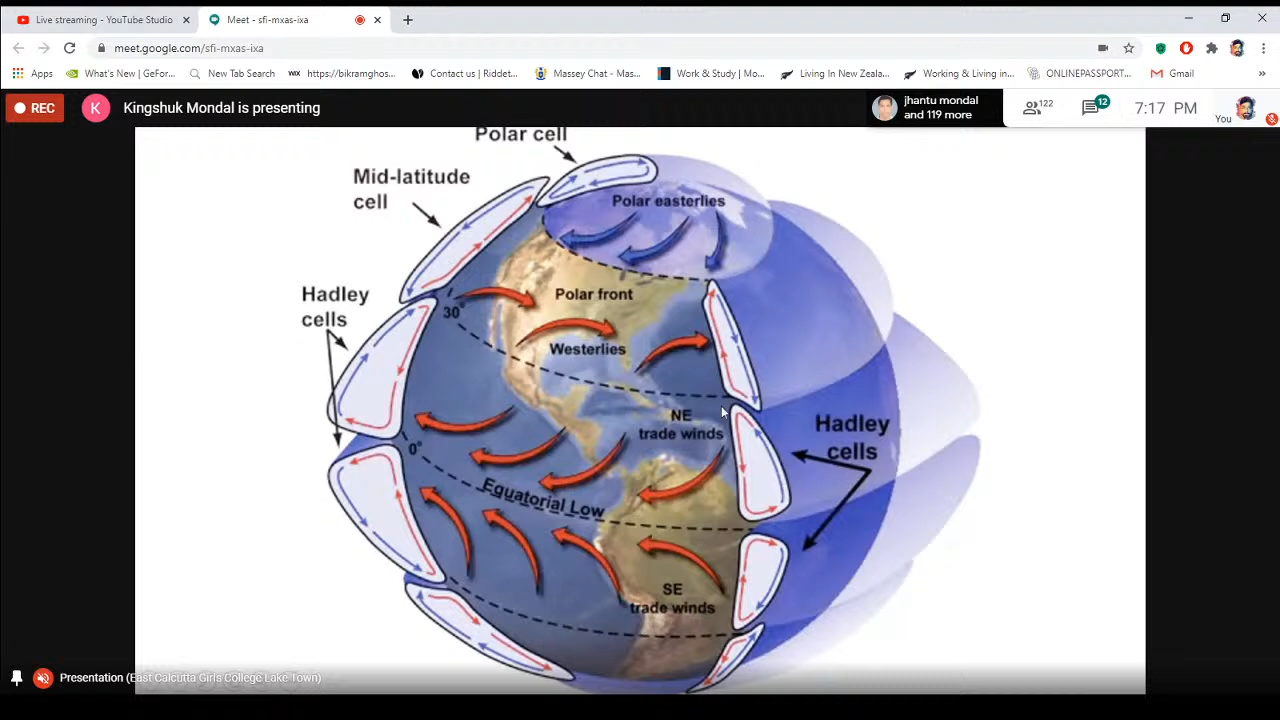 Live streaming - YouTube Studio
Meet - sfi-mxas-ixa
meet.google.com/sfi-mxas-ixa
Apps
What's New | GeFor...
New Tab Search
WIX
https://bikramghos...
Contact us | Riddet...
Massey Chat - Mas...
Work & Study | Mo...
Living In New Zeala...
Working & Living in...
ONLINEPASSPORT...
Gmail
»
REC
K
Kingshuk Mondal is presenting
jhantu mondal
and 119 more
122
12
7:17 PM
You
Polar cell
Mid-latitude
cell
Polar easterlies
Hadley
cells
Polar front
30°
Westerlies
NE
trade winds
Hadley
cells
0°
Equatorial Low
SE
trade winds
Presentation (East Calcutta Girls College Lake Town)